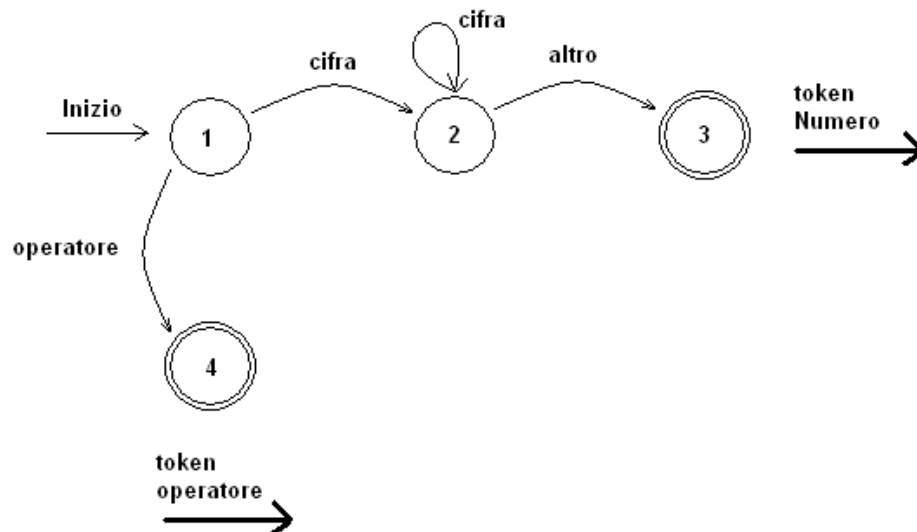 cifra
cifra
altro
Inizio
token
Numero
1
2
3
operatore
4
token
operatore